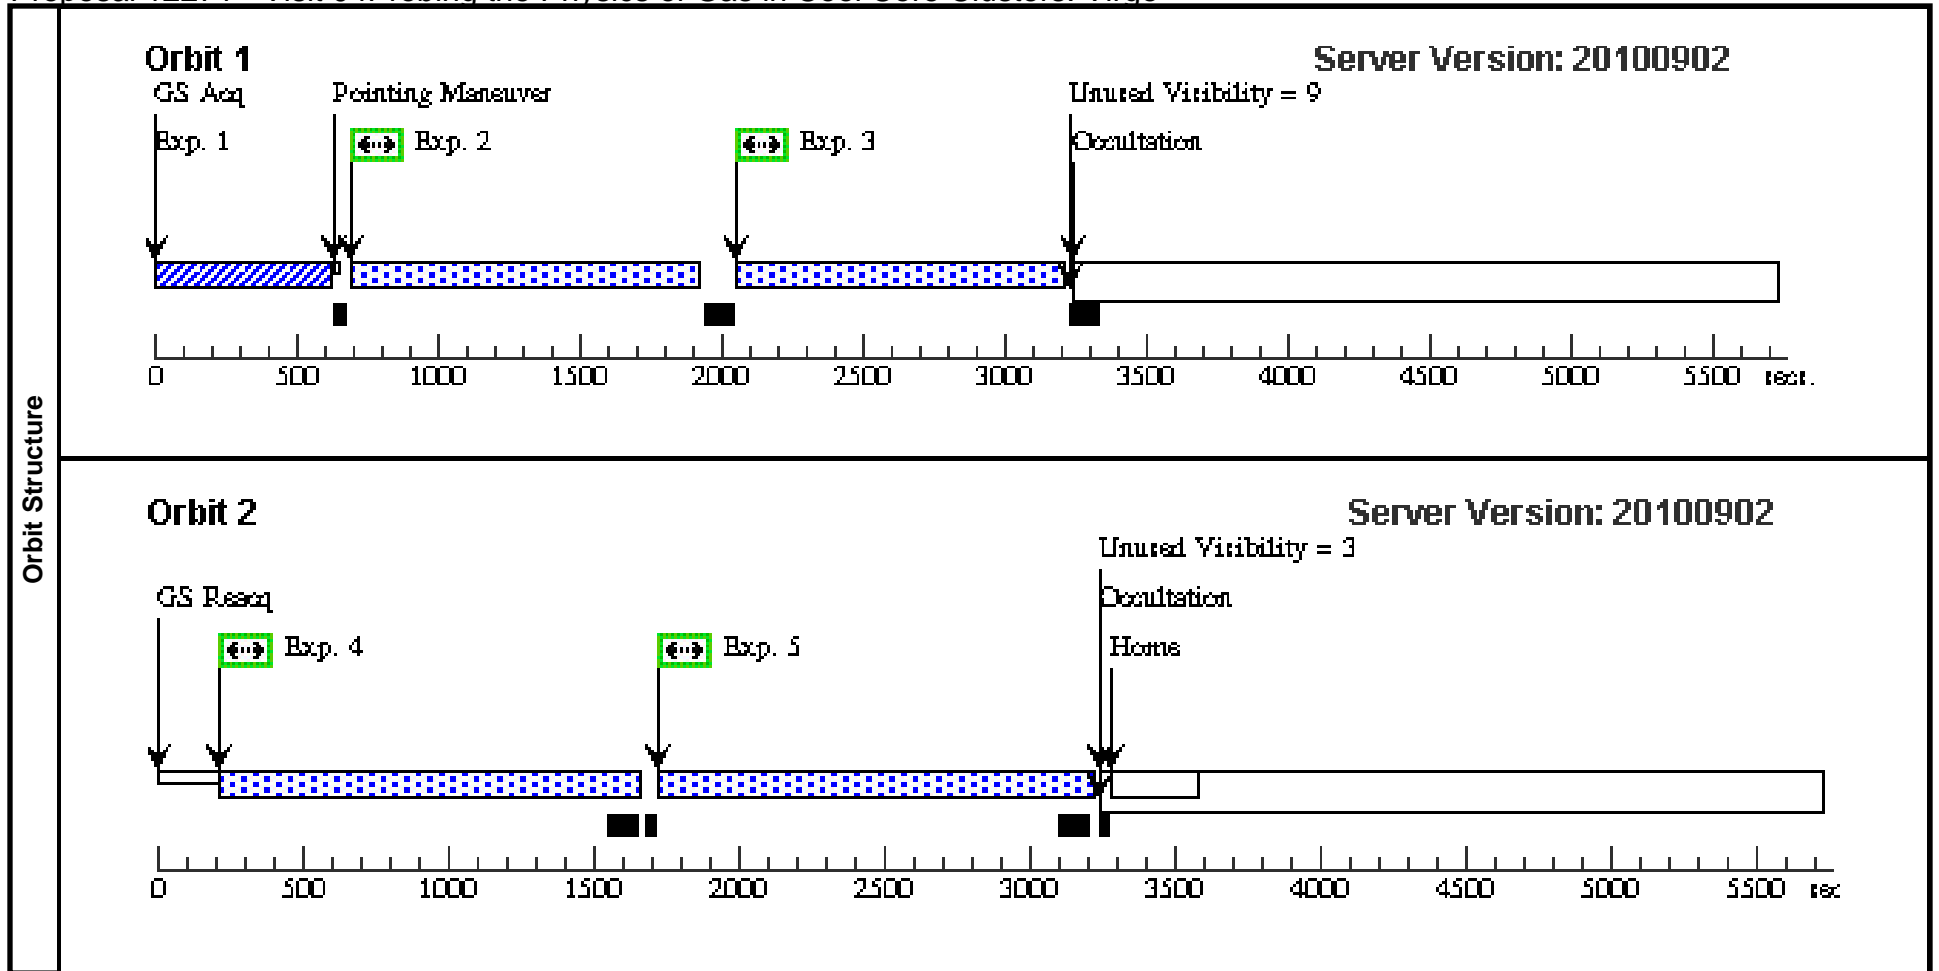 Orbit Structure
Orbit 1
Server Version: 20100902
GS Acq
Pointing Maneuver
Unused Visibility = 9
Exp. 1
Exp. 2
Exp. 3
Occultation
0 500 1000 1500 2000 2500 3000 3500 4000 4500 5000 5500 secs.
Orbit 2
Server Version: 20100902
Unused Visibility = 3
GS Reacq
Occultation
Exp. 4
Exp. 5
Home
0 500 1000 1500 2000 2500 3000 3500 4000 4500 5000 5500 sec